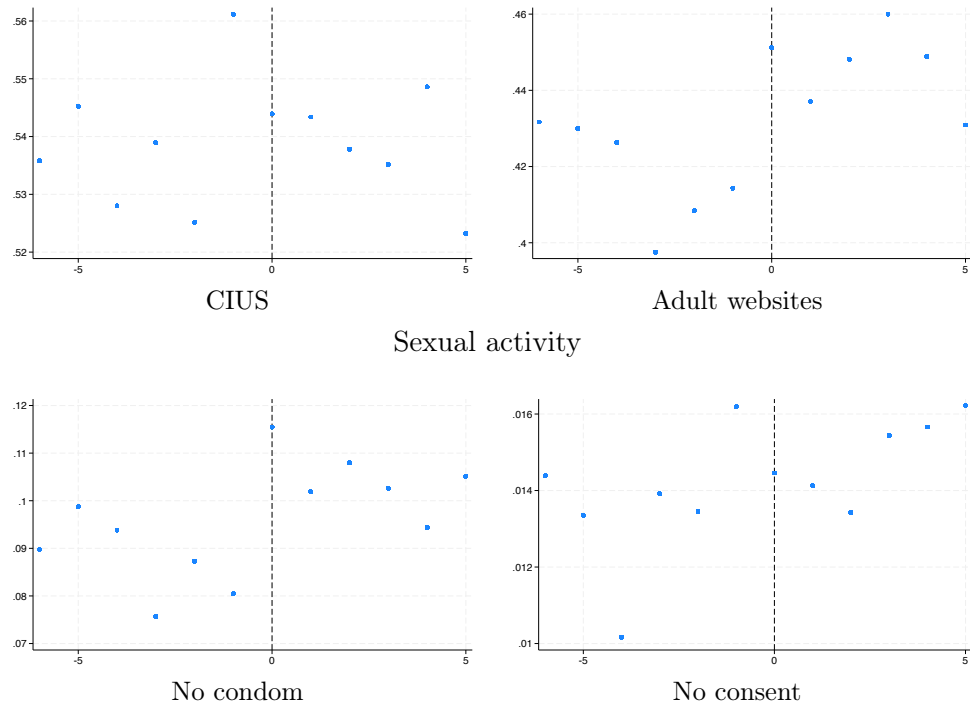 .56
.55
.54
.53
.52
-5 0 5
CIUS
.46
.44
.42
.4
-5 0 5
Adult websites
Sexual activity
.12
.11
.1
.09
.08
.07
-5 0 5
No condom
.016
.014
.012
.01
-5 0 5
No consent